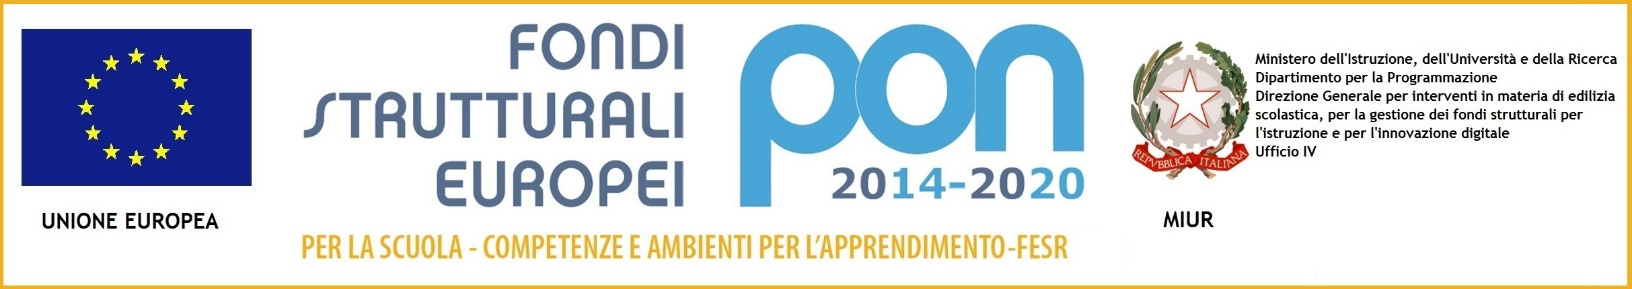 UNIONE EUROPEA
FONDI
STRUTTURALI
EUROPEI
pon
2014-2020
PER LA SCUOLA - COMPETENZE E AMBIENTI PER L'APPRENDIMENTO-FESR
REPVBBLICA ITALIANA
MIUR
Ministero dell'Istruzione, dell'Università e della Ricerca
Dipartimento per la Programmazione
Direzione Generale per interventi in materia di edilizia
scolastica, per la gestione dei fondi strutturali per
l'istruzione e per l'innovazione digitale
Ufficio IV